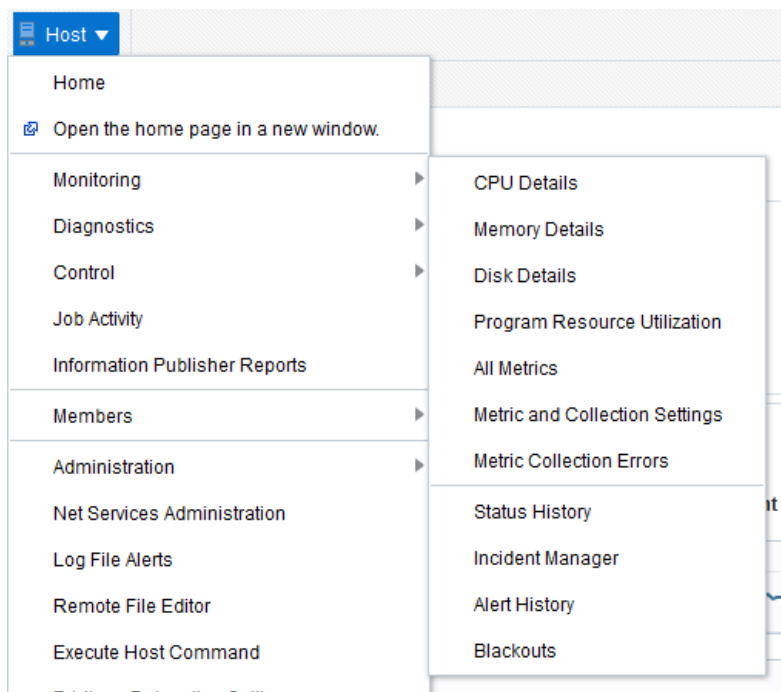 Host
Home
Open the home page in a new window.
Monitoring
Diagnostics
Control
Job Activity
Information Publisher Reports
Members
Administration
Net Services Administration
Log File Alerts
Remote File Editor
Execute Host Command
CPU Details
Memory Details
Disk Details
Program Resource Utilization
All Metrics
Metric and Collection Settings
Metric Collection Errors
Status History
Incident Manager
Alert History
Blackouts